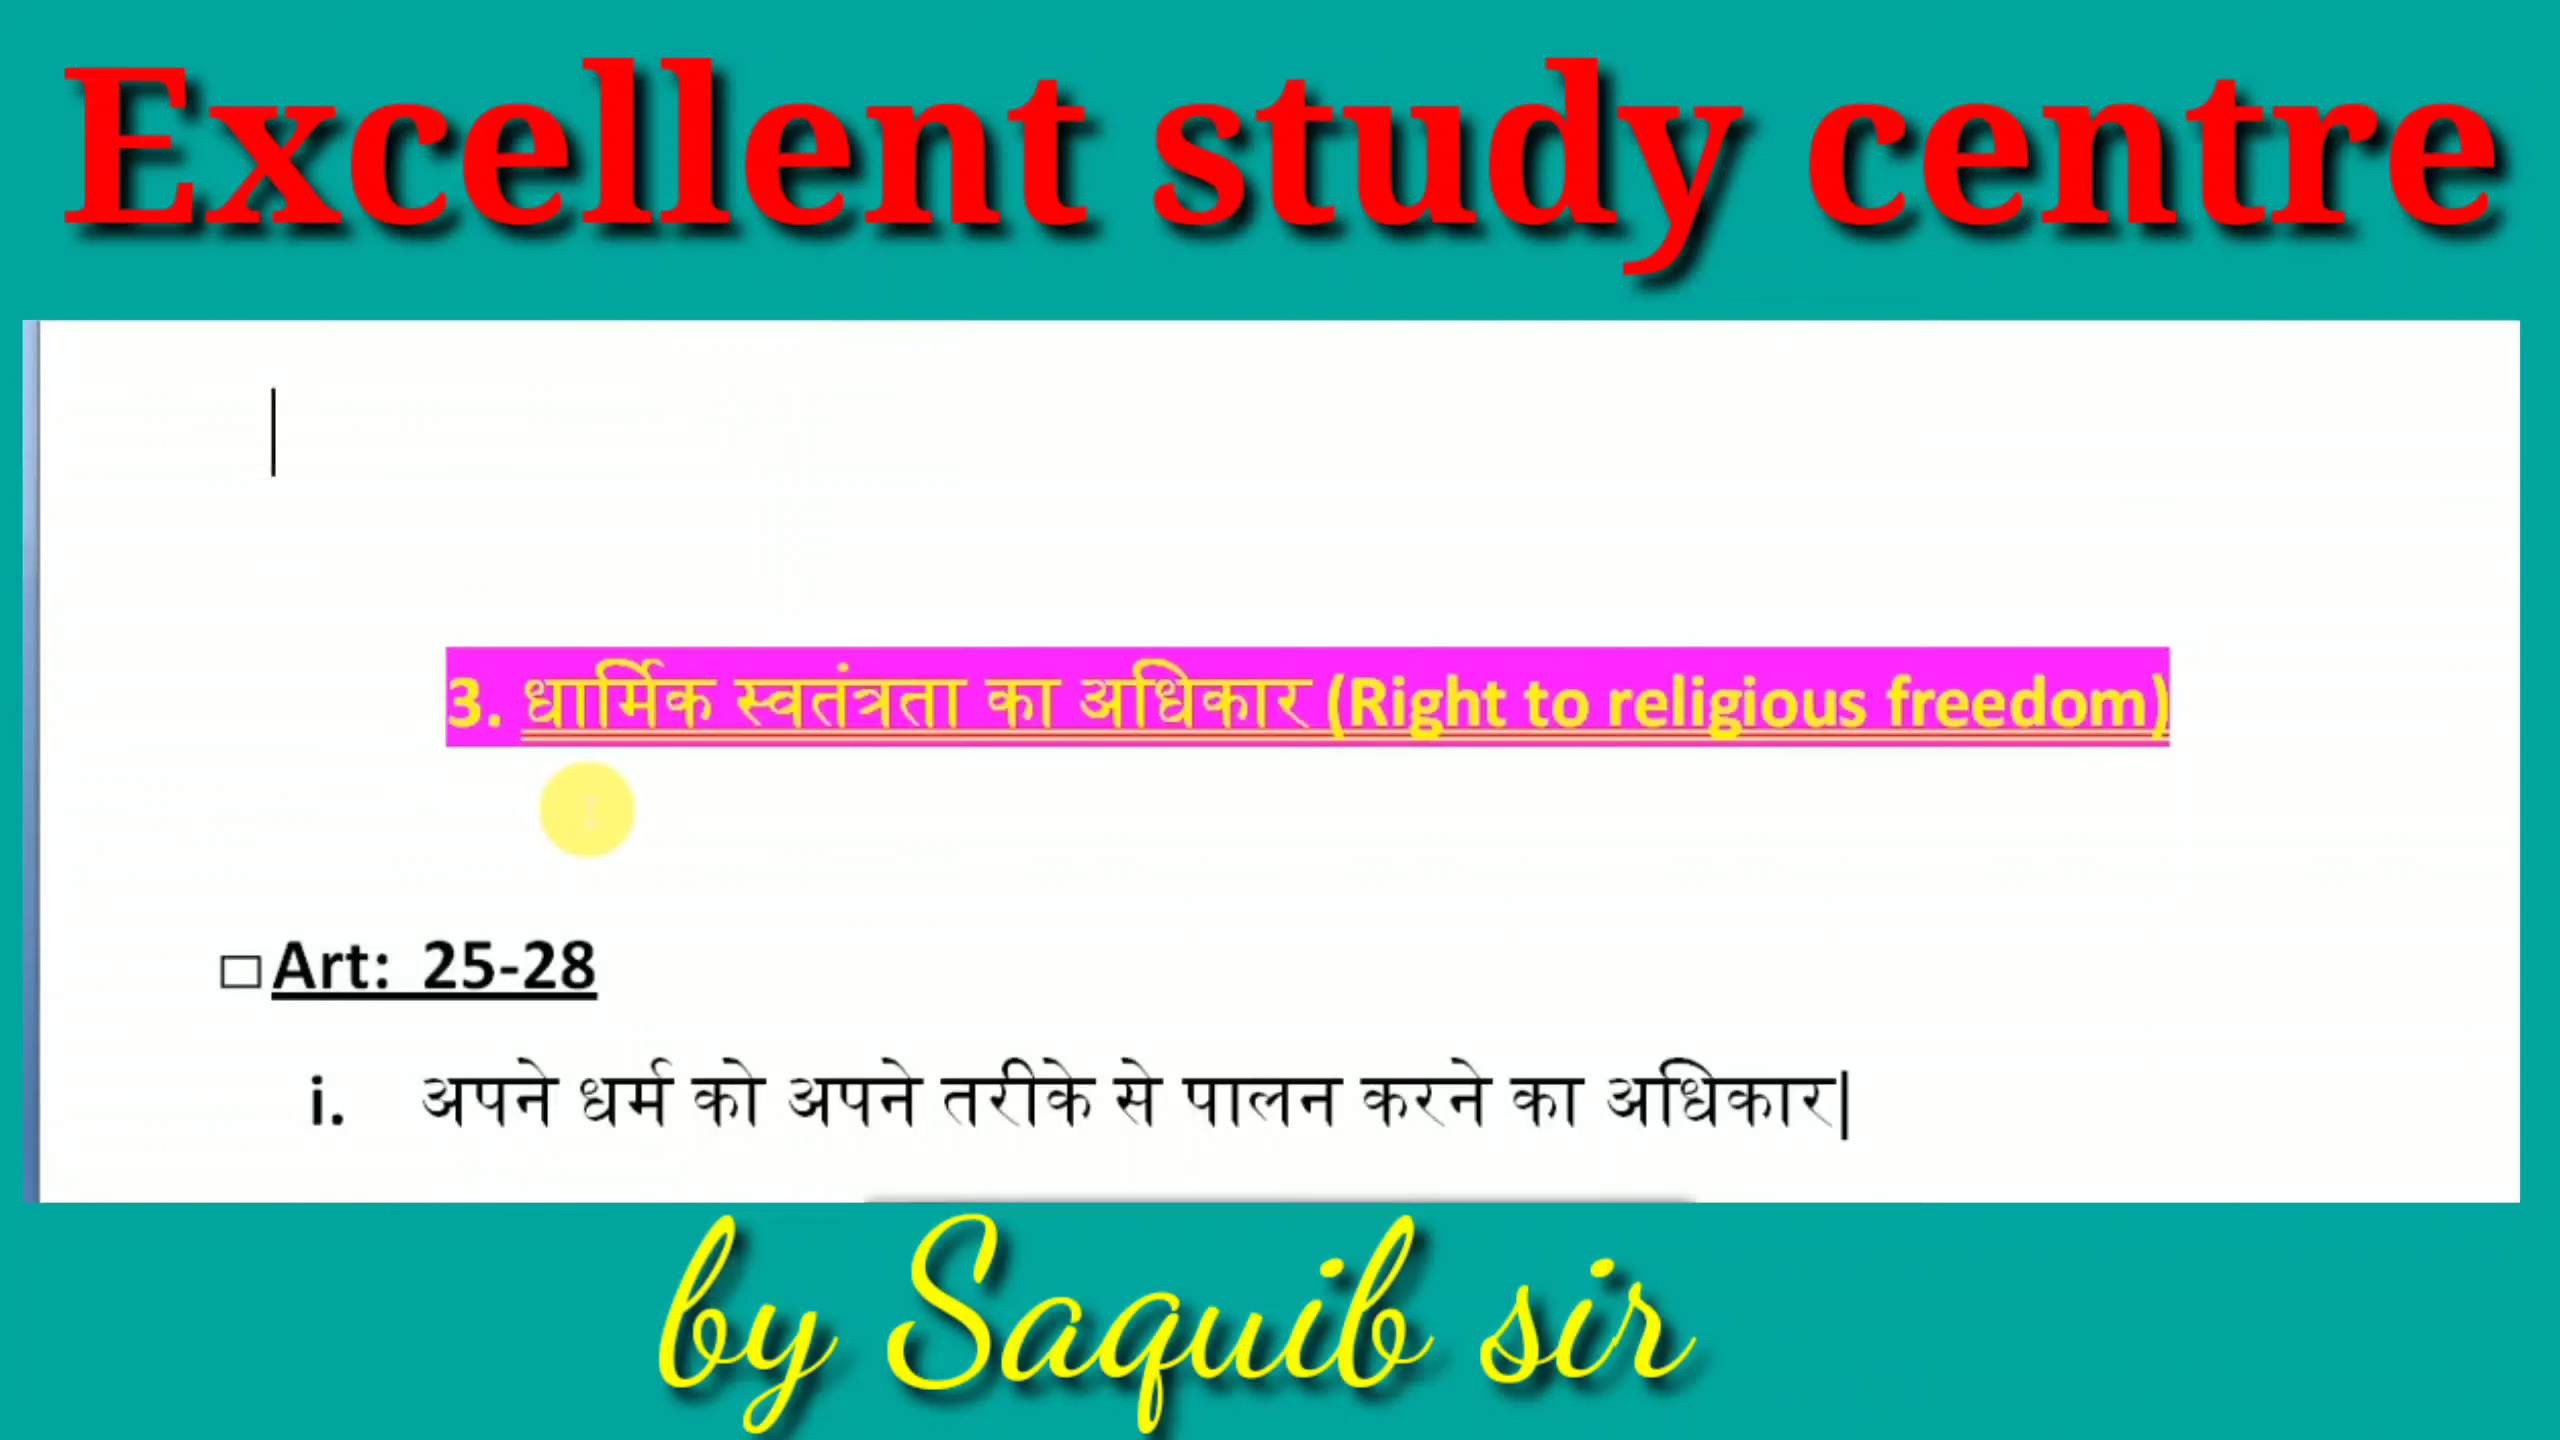 Excellent study centre
3. धार्मिक स्वतंत्रता का अधिकार (Right to religious freedom)
Art: 25-28
i. अपने धर्म को अपने तरीके से पालन करने का अधिकार|
by Saquib sir